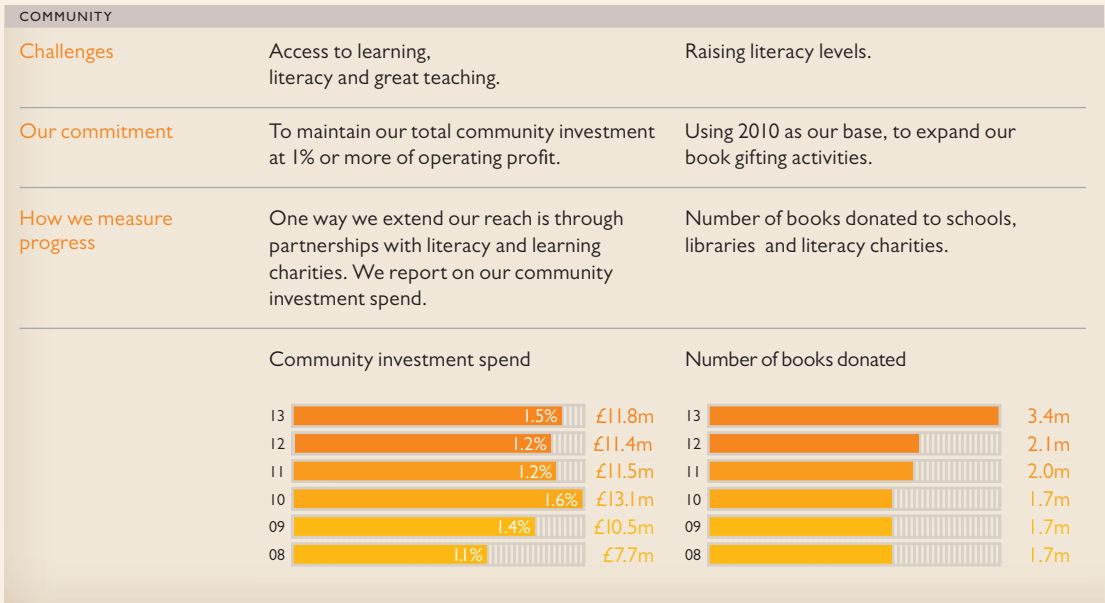 COMMUNITY
Challenges
Access to learning,
literacy and great teaching.
Raising literacy levels.
Our commitment
To maintain our total community investment
at 1% or more of operating profit.
Using 2010 as our base, to expand our
book gifting activities.
How we measure
progress
One way we extend our reach is through
partnerships with literacy and learning
charities. We report on our community
investment spend.
Number of books donated to schools,
libraries and literacy charities.
Community investment spend
13 1.5% £11.8m
12 1.2% £11.4m
11 1.2% £11.5m
10 1.6% £13.1m
09 1.4% £10.5m
08 1.1% £7.7m
Number of books donated
13 3.4m
12 2.1m
11 2.0m
10 1.7m
09 1.7m
08 1.7m